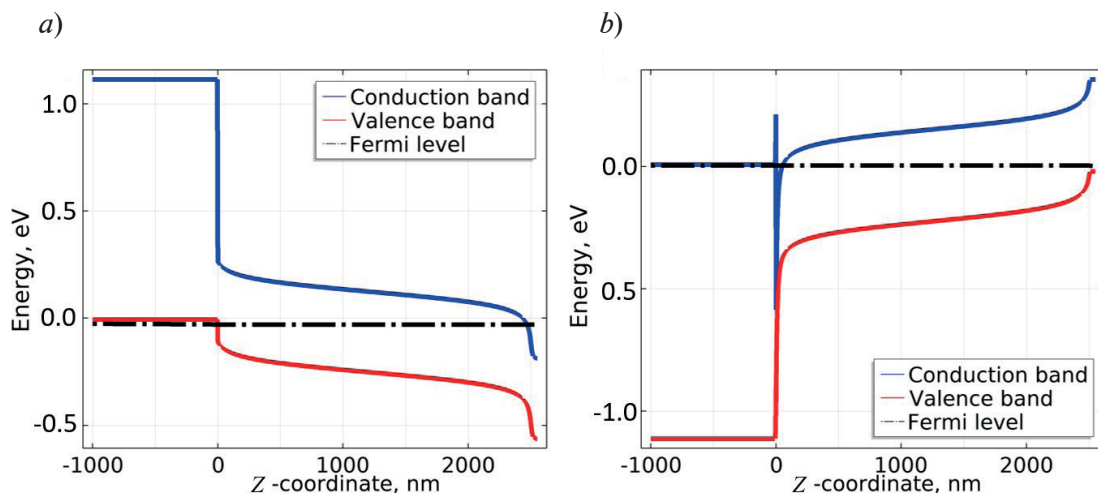 a)
b)
1.0
0.5
0.0
-0.5
Energy, eV
Conduction band
Valence band
Fermi level
-1000 0 1000 2000
Z -coordinate, nm
0.0
0.5
-1.0
Energy, eV
Conduction band
Valence band
Fermi level
-1000 0 1000 2000
Z -coordinate, nm